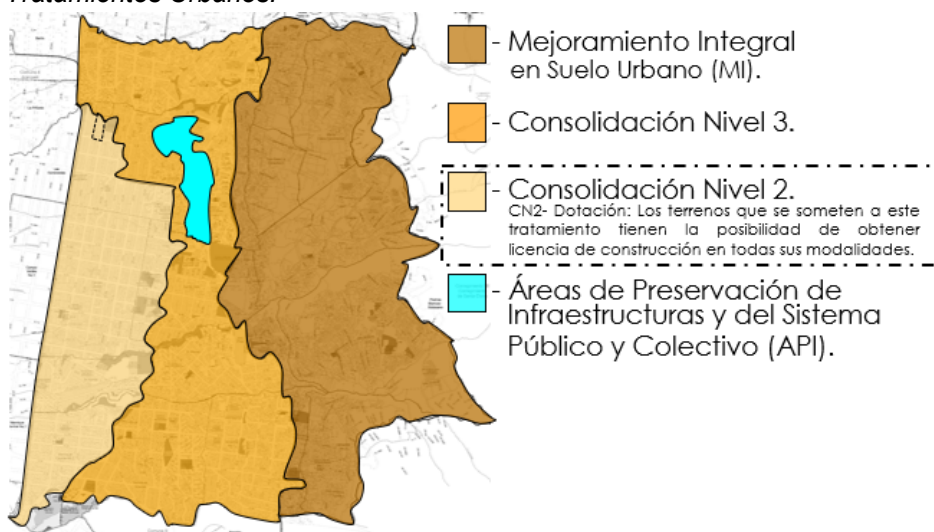 Tratamientos Urbanos.
- Mejoramiento Integral
en Suelo Urbano (MI).
- Consolidación Nivel 3.
- Consolidación Nivel 2.
CN2- Dotación: Los terrenos que se someten a este
tratamiento tienen la posibilidad de obtener
licencia de construcción en todas sus modalidades.
- Áreas de Preservación de
Infraestructuras y del Sistema
Público y Colectivo (API).